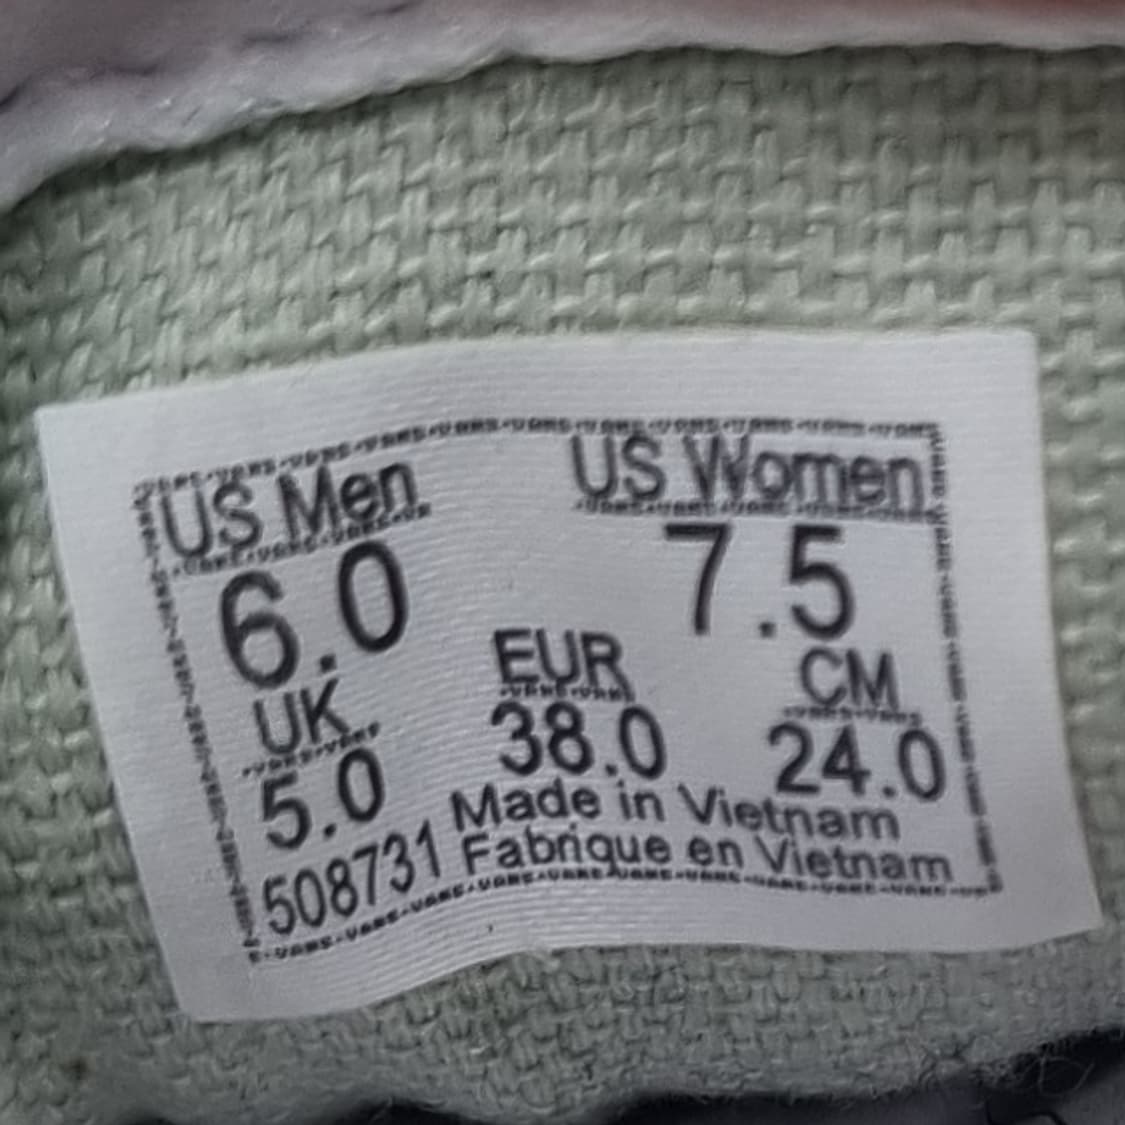 US Men US Women
6.0 7.5
UK EUR CM
5.0 38.0 24.0
Made in Vietnam
508731 Fabrique en Vietnam